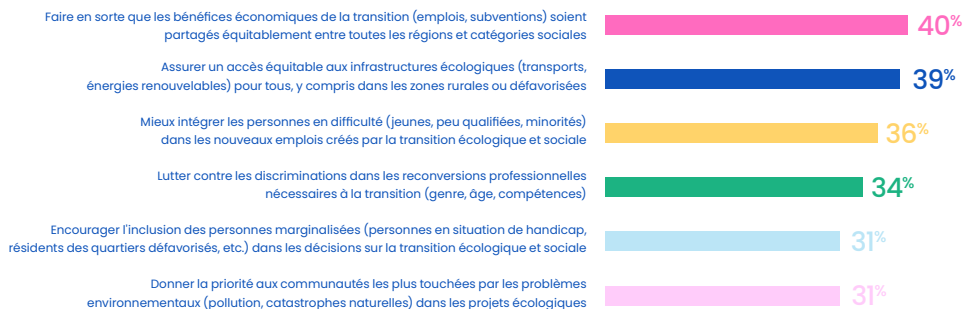 Faire en sorte que les bénéfices économiques de la transition (emplois, subventions) soient
partagés équitablement entre toutes les régions et catégories sociales
40%
Assurer un accès équitable aux infrastructures écologiques (transports,
énergies renouvelables) pour tous, y compris dans les zones rurales ou défavorisées
39%
Mieux intégrer les personnes en difficulté (jeunes, peu qualifiées, minorités)
dans les nouveaux emplois créés par la transition écologique et sociale
36%
Lutter contre les discriminations dans les reconversions professionnelles
nécessaires à la transition (genre, âge, compétences)
34%
Encourager l'inclusion des personnes marginalisées (personnes en situation de handicap,
résidents des quartiers défavorisés, etc.) dans les décisions sur la transition écologique et sociale
31%
Donner la priorité aux communautés les plus touchées par les problèmes
environnementaux (pollution, catastrophes naturelles) dans les projets écologiques
31%